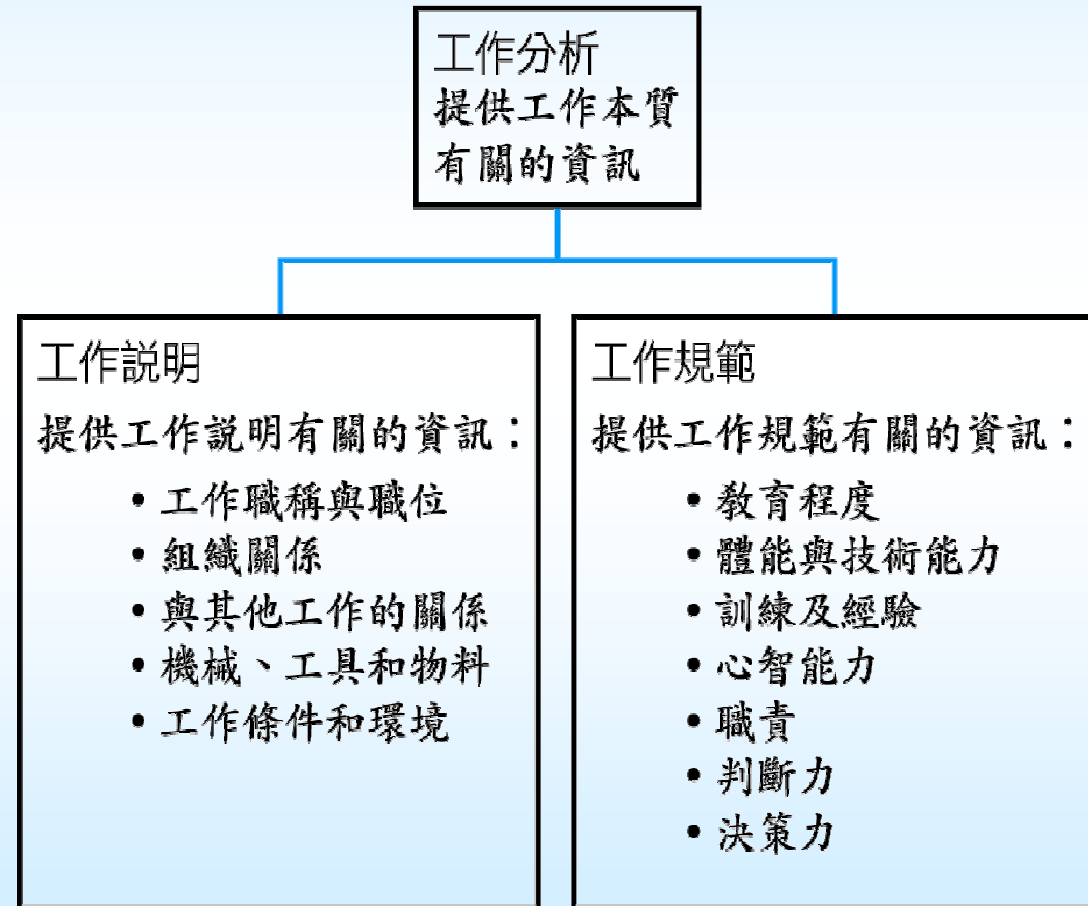 工作分析
提供工作本質
有關的資訊
工作說明
提供工作說明有關的資訊：
• 工作職稱與職位
• 組織關係
• 與其他工作的關係
• 機械、工具和物料
• 工作條件和環境
工作規範
提供工作規範有關的資訊：
• 教育程度
• 體能與技術能力
• 訓練及經驗
• 心智能力
• 職責
• 判斷力
• 決策力